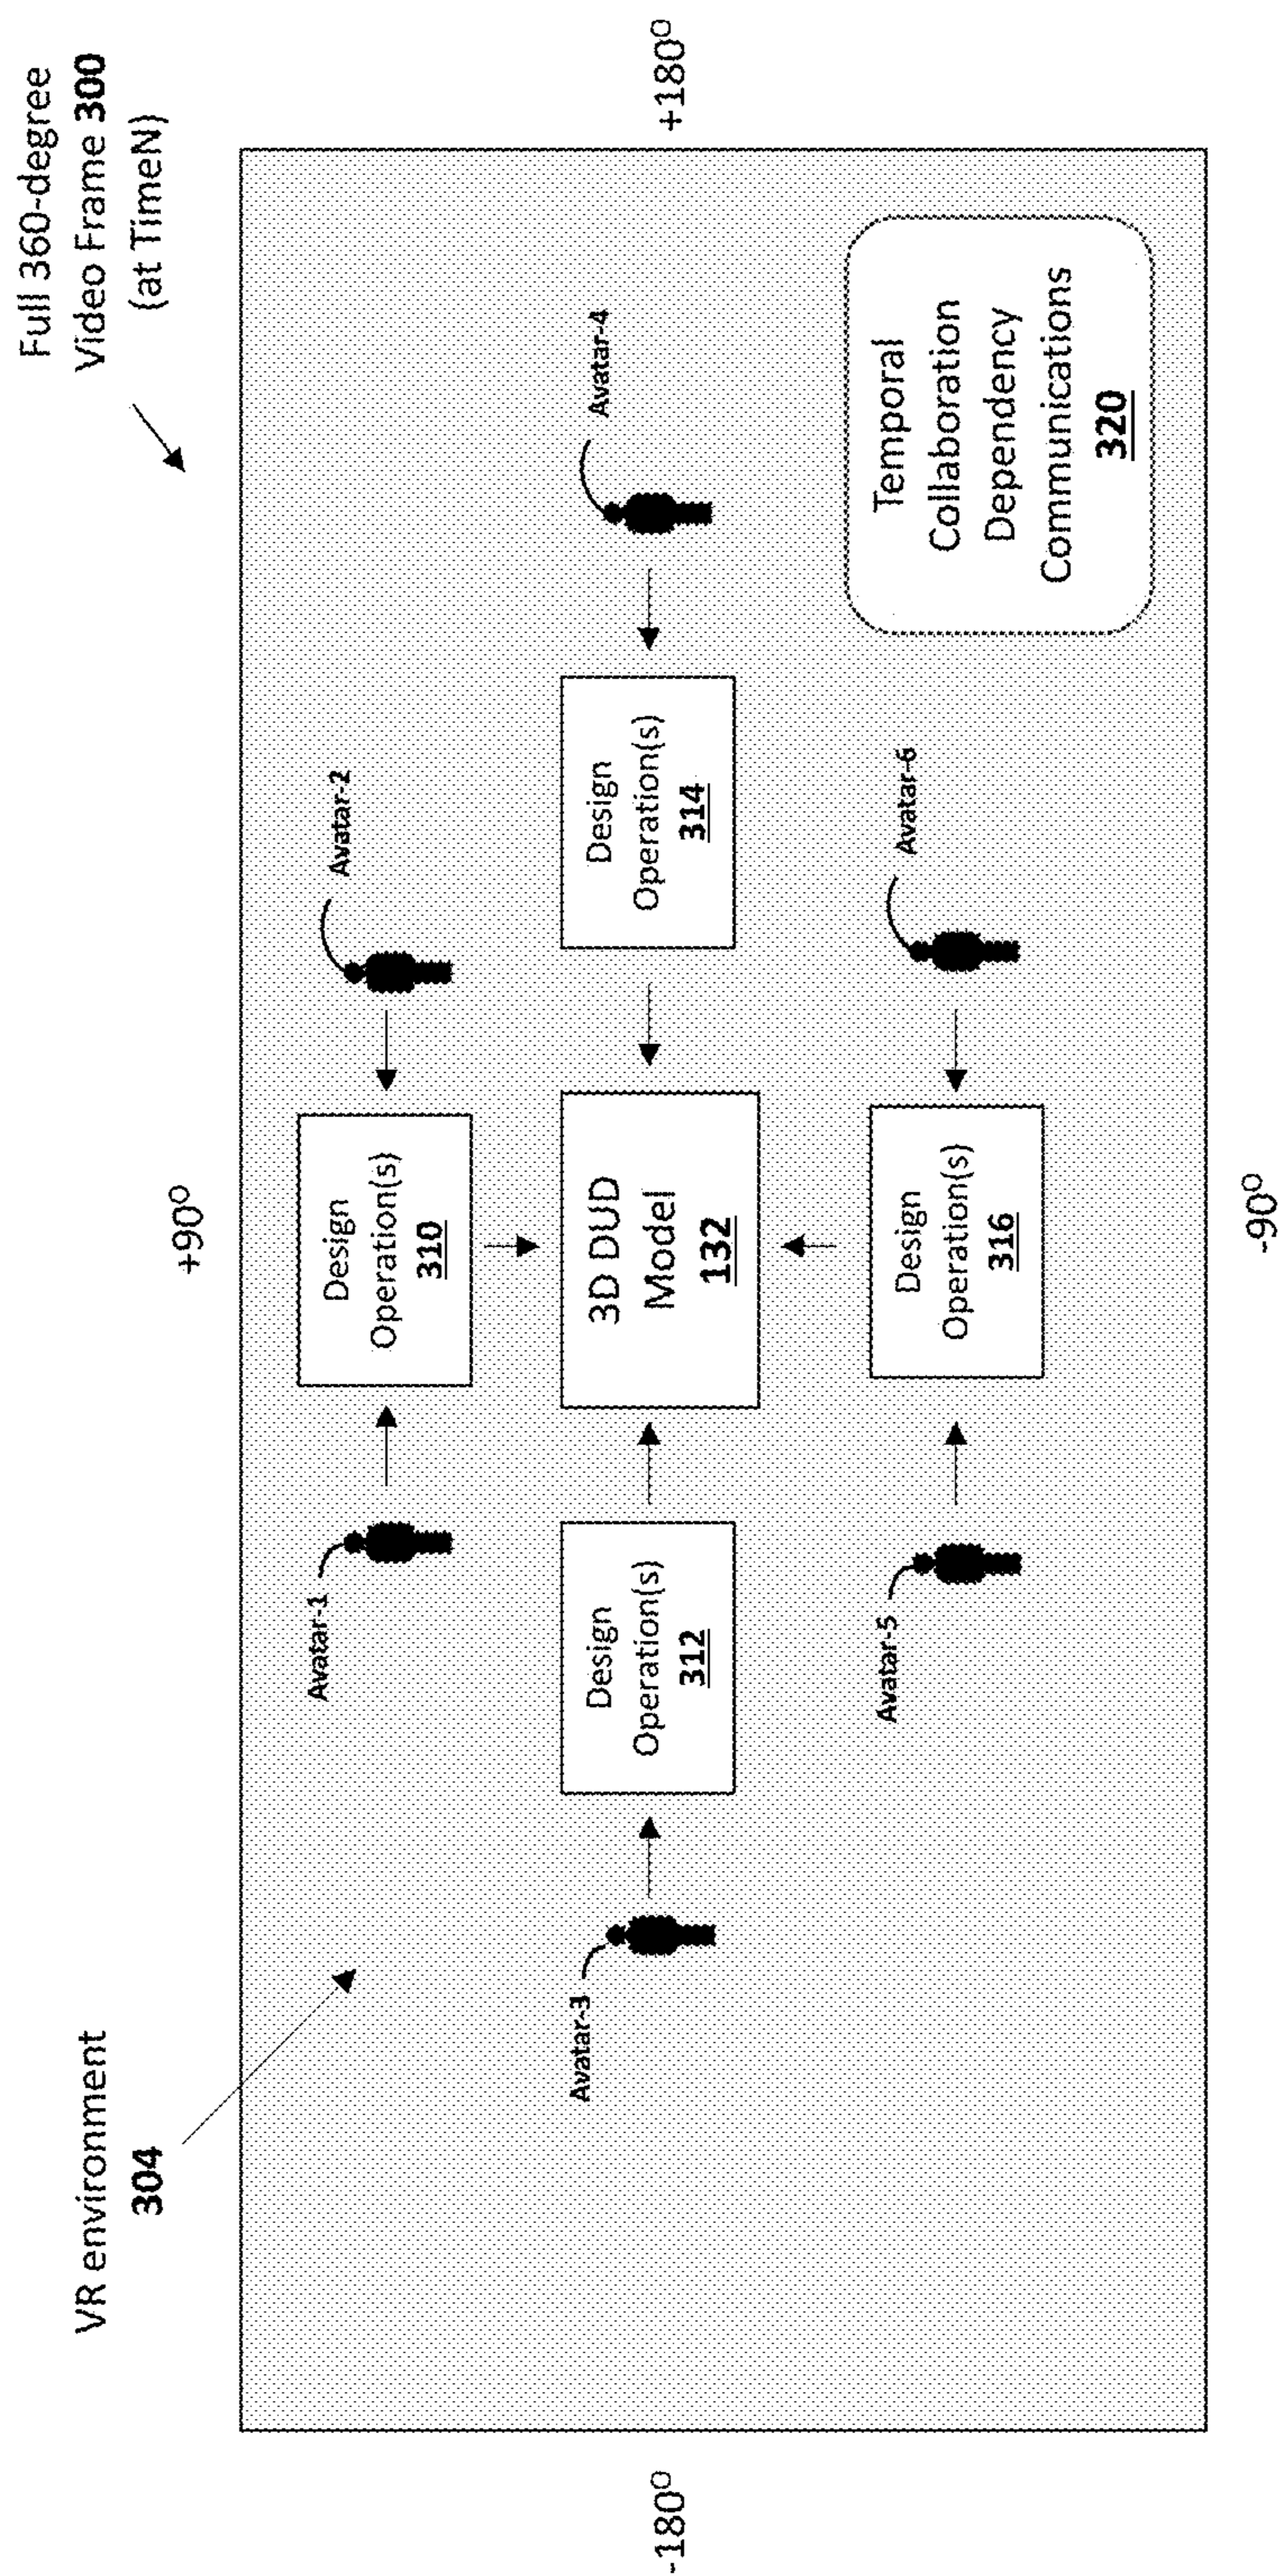 Full 360-degree
Video Frame 300
(at TimeN)
VR environment
304
+90°
-180°
+180°
-90°
Avatar-1
Design
Operation(s)
310
Avatar-2
Avatar-3
Design
Operation(s)
312
3D DUD
Model
132
Design
Operation(s)
314
Avatar-4
Avatar-5
Design
Operation(s)
316
Avatar-6
Temporal
Collaboration
Dependency
Communications
320